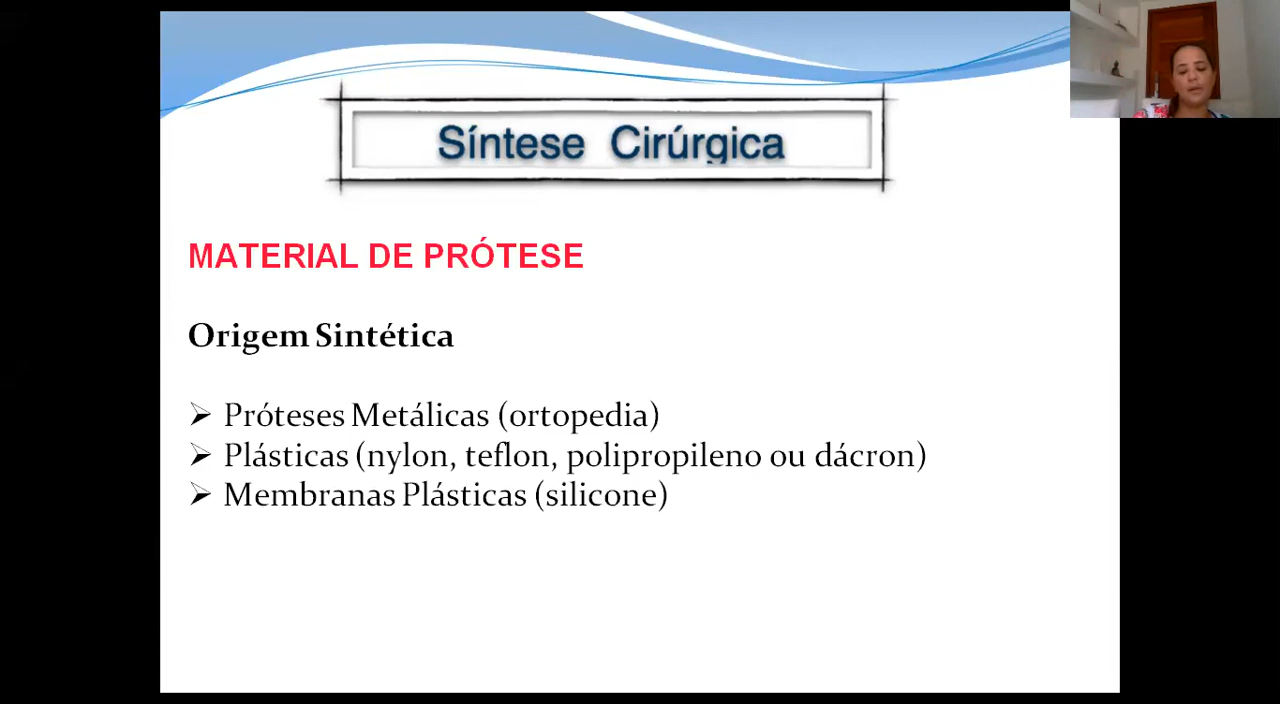 Síntese Cirúrgica
MATERIAL DE PRÓTESE
Origem Sintética
➢ Próteses Metálicas (ortopedia)
➢ Plásticas (nylon, teflon, polipropileno ou dácron)
➢ Membranas Plásticas (silicone)